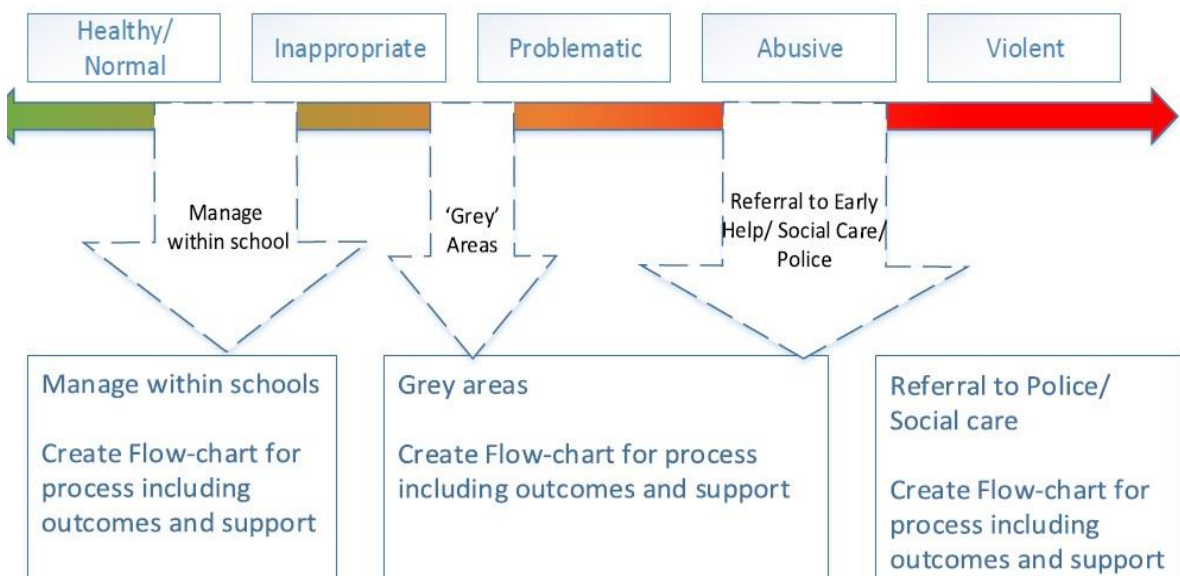 Healthy/
Normal
Inappropriate
Problematic
Abusive
Violent
Manage
within school
‘Grey’
Areas
Referral to Early
Help/ Social Care/
Police
Manage within schools
Create Flow-chart for
process including
outcomes and support
Grey areas
Create Flow-chart for process
including outcomes and support
Referral to Police/
Social care
Create Flow-chart for
process including
outcomes and support